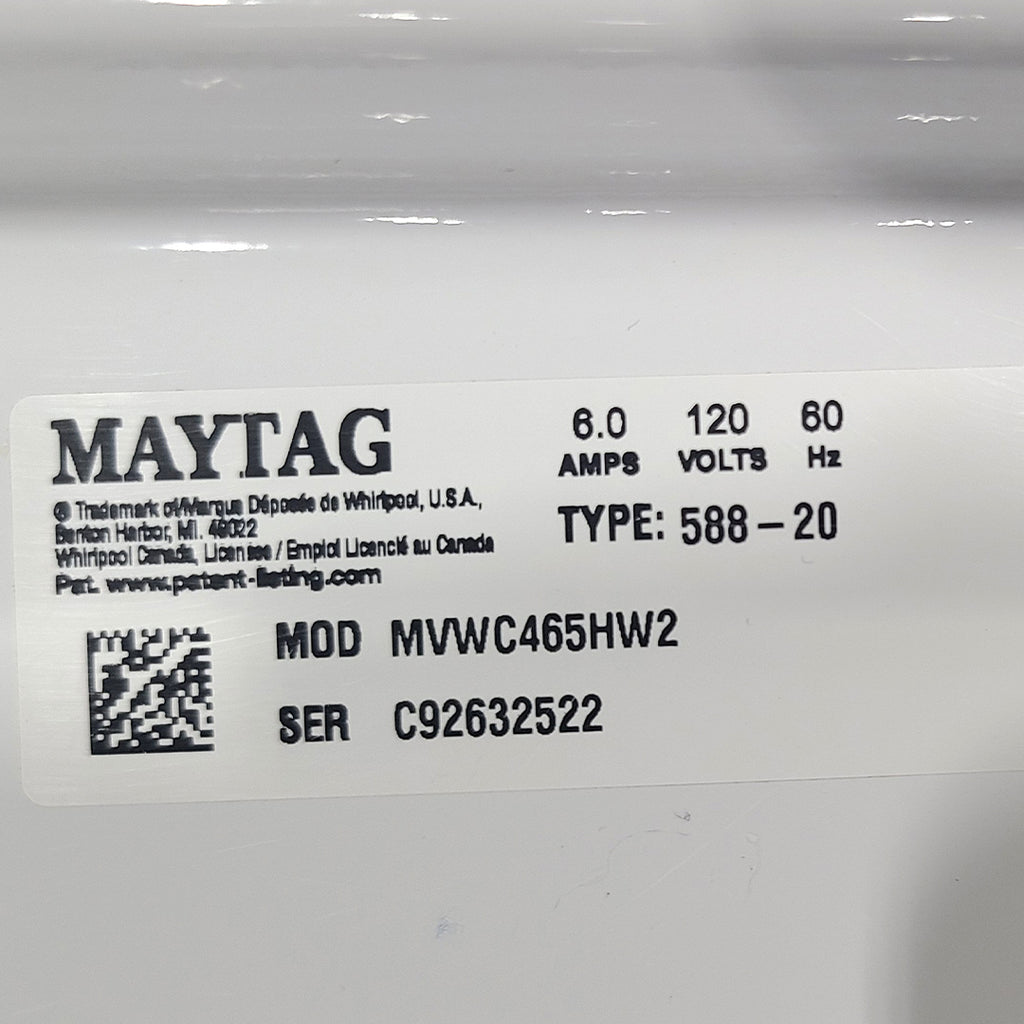 MAYTAG
® Trademark of/Marque Déposée de Whirlpool, U.S.A.,
Benton Harbor, MI. 49022
Whirlpool Canada, Licensee / Emploi Licencié au Canada
Pat. www.patent-listing.com
6.0 120 60
AMPS VOLTS Hz
TYPE: 588-20
MOD MVWC465HW2
SER C92632522